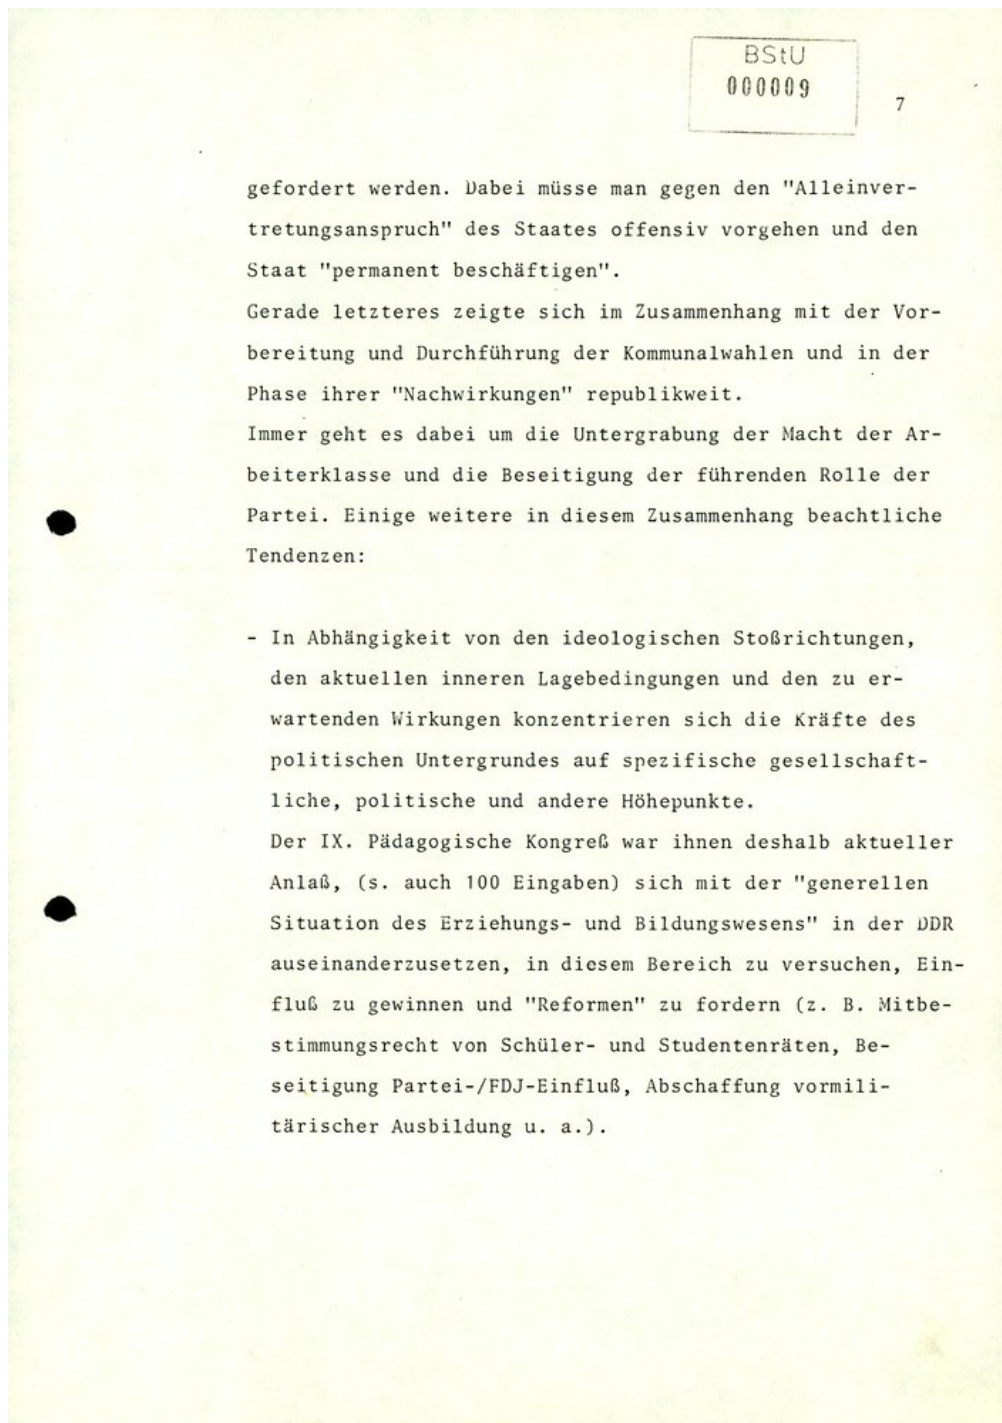 BStU
000009
7
gefordert werden. Dabei müsse man gegen den "Alleinver-
tretungsanspruch" des Staates offensiv vorgehen und den
Staat "permanent beschäftigen".
Gerade letzteres zeigte sich im Zusammenhang mit der Vor-
bereitung und Durchführung der Kommunalwahlen und in der
Phase ihrer "Nachwirkungen" republikweit.
Immer geht es dabei um die Untergrabung der Macht der Ar-
beiterklasse und die Beseitigung der führenden Rolle der
Partei. Einige weitere in diesem Zusammenhang beachtliche
Tendenzen:
- In Abhängigkeit von den ideologischen Stoßrichtungen,
den aktuellen inneren Lagebedingungen und den zu er-
wartenden Wirkungen konzentrieren sich die Kräfte des
politischen Untergrundes auf spezifische gesellschaft-
liche, politische und andere Höhepunkte.
Der IX. Pädagogische Kongreß war ihnen deshalb aktueller
Anlaß, (s. auch 100 Eingaben) sich mit der "generellen
Situation des Erziehungs- und Bildungswesens" in der DDR
auseinanderzusetzen, in diesem Bereich zu versuchen, Ein-
fluß zu gewinnen und "Reformen" zu fordern (z. B. Mitbe-
stimmungsrecht von Schüler- und Studentenräten, Be-
seitigung Partei-/FDJ-Einfluß, Abschaffung vormili-
tärischer Ausbildung u. a.).